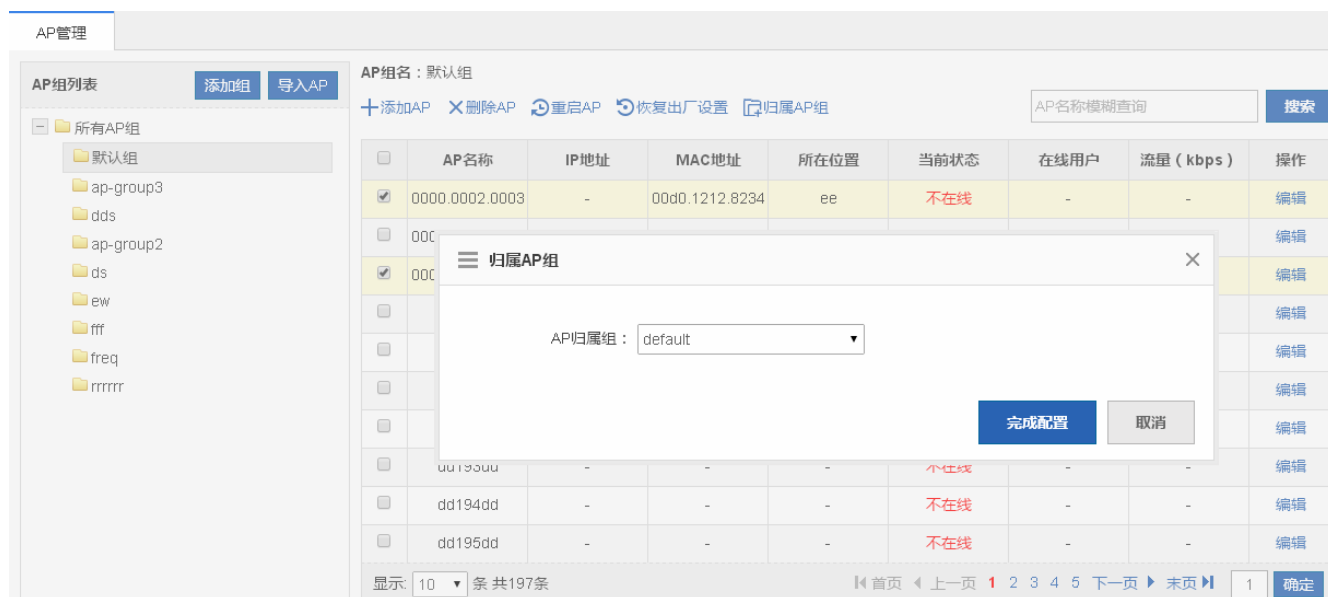 AP管理
AP组列表 添加组 导入AP
所有AP组
默认组
ap-group3
dds
ap-group2
ds
ew
fff
freq
rrrrrr
AP组名：默认组
添加AP 删除AP 重启AP 恢复出厂设置 归属AP组 AP名称模糊查询 搜索
AP名称 IP地址 MAC地址 所在位置 当前状态 在线用户 流量（kbps） 操作
0000.0002.0003 - 00d0.1212.8234 ee 不在线 - - 编辑
000 编辑
000 编辑
归属AP组
编辑
AP归属组： default 编辑
编辑
完成配置 取消 编辑
dd193dd - - - 不在线 - - 编辑
dd194dd - - - 不在线 - - 编辑
dd195dd - - - 不在线 - - 编辑
显示: 10 条 共197条 首页 上一页 1 2 3 4 5 下一页 末页 1 确定